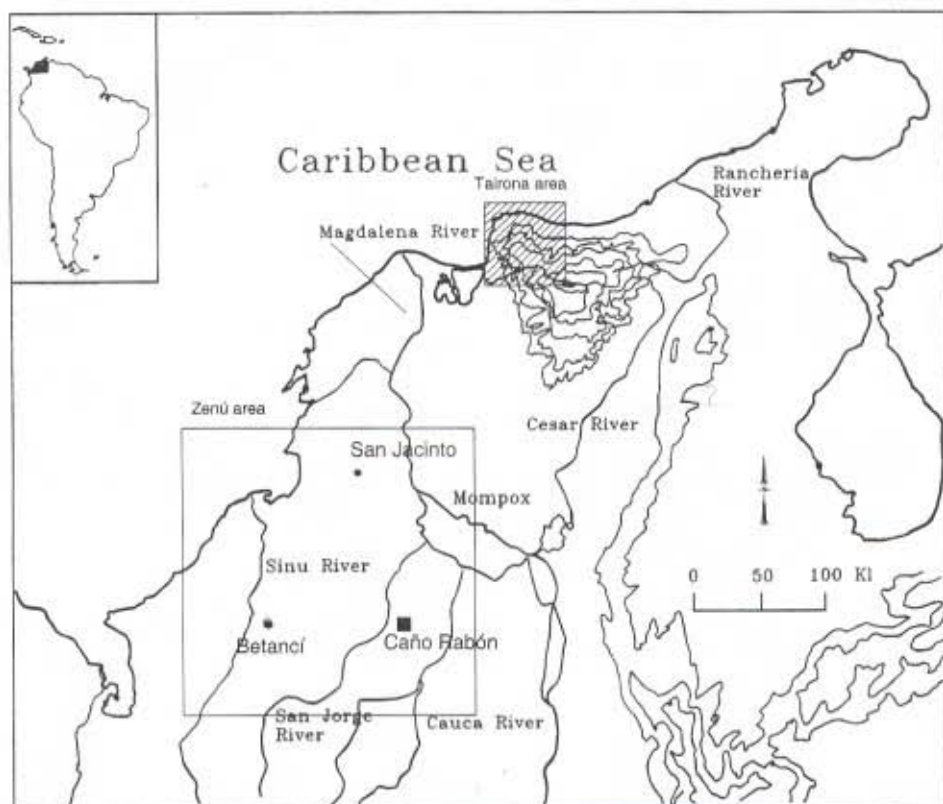 Caribbean Sea
Tairona area
Ranchería
River
Magdalena River
Zenú area
San Jacinto
Cesar River
Mompox
Sinu River
0 50 100 Kl
Betancí
Caño Rabón
San Jorge
River
Cauca River